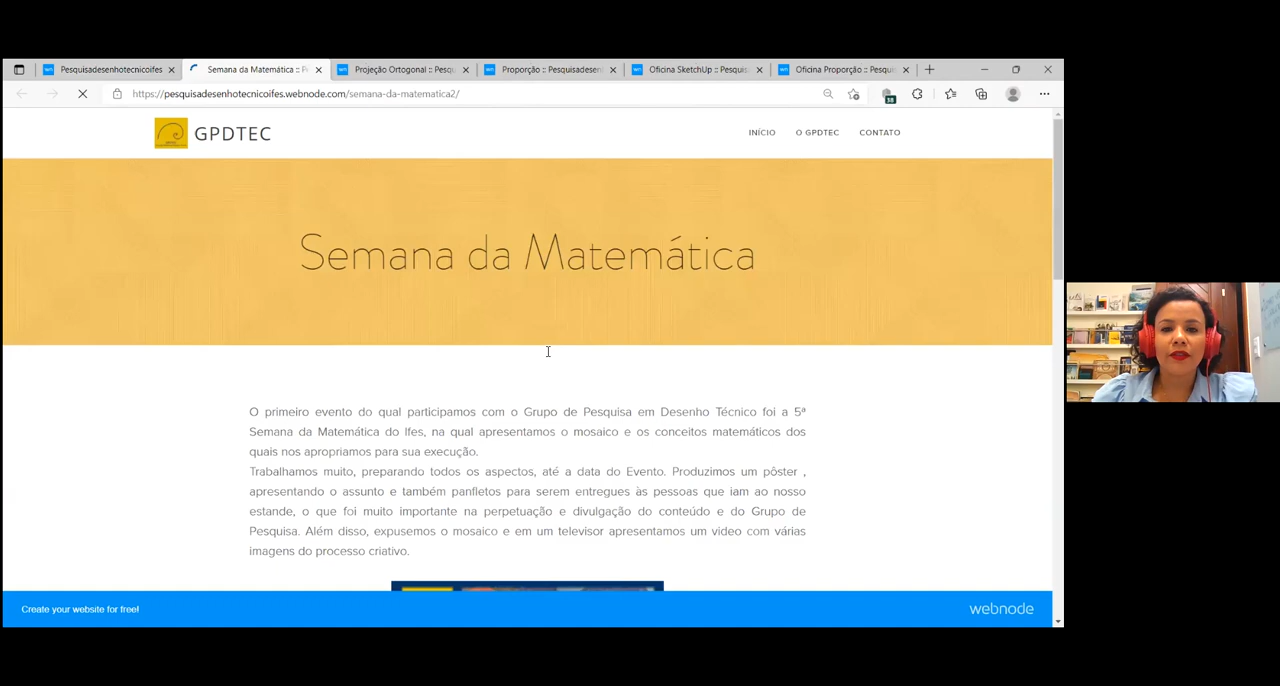 Pesquisadesenhotecnicoifes
Semana da Matemática :: P
Projeção Ortogonal :: Pesqu
Proporção :: Pesquisadesen
Oficina SketchUp :: Pesquis
Oficina Proporção :: Pesqui
https://pesquisadesenhotecnicoifes.webnode.com/semana-da-matematica2/
38
GPDTEC
INÍCIO O GPDTEC CONTATO
Semana da Matemática
O primeiro evento do qual participamos com o Grupo de Pesquisa em Desenho Técnico foi a 5ª
Semana da Matemática do Ifes, na qual apresentamos o mosaico e os conceitos matemáticos dos
quais nos apropriamos para sua execução.
Trabalhamos muito, preparando todos os aspectos, até a data do Evento. Produzimos um pôster ,
apresentando o assunto e também panfletos para serem entregues às pessoas que iam ao nosso
estande, o que foi muito importante na perpetuação e divulgação do conteúdo e do Grupo de
Pesquisa. Além disso, expusemos o mosaico e em um televisor apresentamos um video com várias
imagens do processo criativo.
Create your website for free!
webnode